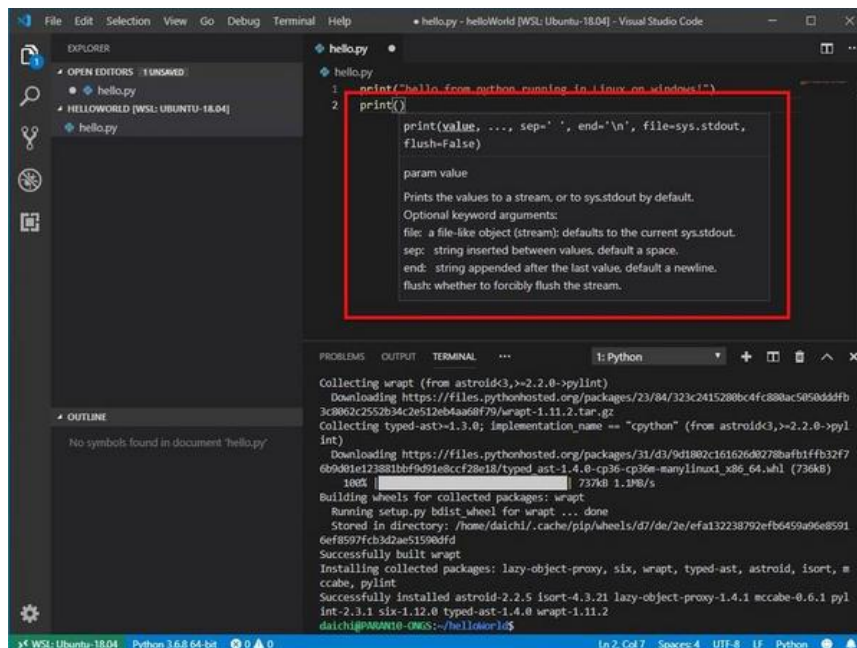 File Edit Selection View Go Debug Terminal Help
● hello.py - helloWorld [WSL: Ubuntu-18.04] - Visual Studio Code
1
EXPLORER
OPEN EDITORS 1 UNSAVED
● hello.py
HELLOWORLD [WSL: UBUNTU-18.04]
hello.py
OUTLINE
No symbols found in document 'hello.py'
hello.py ●
hello.py
1 print("hello from python running in Linux on windows!")
2 print()
print(value, ..., sep=' ', end='\n', file=sys.stdout,
flush=False)
param value
Prints the values to a stream, or to sys.stdout by default.
Optional keyword arguments:
file: a file-like object (stream); defaults to the current sys.stdout.
sep: string inserted between values, default a space.
end: string appended after the last value, default a newline.
flush: whether to forcibly flush the stream.
PROBLEMS OUTPUT TERMINAL ••• 1: Python
Collecting wrapt (from astroid<3,>=2.2.0->pylint)
Downloading https://files.pythonhosted.org/packages/23/84/323c2415280bc4fc880ac5050dddfb
3c8062c2552b34c2e512eb4aa68f79/wrapt-1.11.2.tar.gz
Collecting typed-ast>=1.3.0; implementation_name == "cpython" (from astroid<3,>=2.2.0->pyl
int)
Downloading https://files.pythonhosted.org/packages/31/d3/9d1802c161626d0278bafb1ffb32f7
6b9d01e123881bbf9d91e8ccf28e18/typed_ast-1.4.0-cp36-cp36m-manylinux1_x86_64.whl (736kB)
100% | | 737kB 1.1MB/s
Building wheels for collected packages: wrapt
Running setup.py bdist_wheel for wrapt ... done
Stored in directory: /home/daichi/.cache/pip/wheels/d7/de/2e/efa132238792efb6459a96e8591
6ef8597fcb3d2ae51590dfd
Successfully built wrapt
Installing collected packages: lazy-object-proxy, six, wrapt, typed-ast, astroid, isort, m
ccabe, pylint
Successfully installed astroid-2.2.5 isort-4.3.21 lazy-object-proxy-1.4.1 mccabe-0.6.1 pyl
int-2.3.1 six-1.12.0 typed-ast-1.4.0 wrapt-1.11.2
daichi@PARAN10-ONGS:~/helloWorld$
WSL: Ubuntu-18.04 Python 3.6.8 64-bit 0 0 Ln 2, Col 7 Spaces: 4 UTF-8 LF Python